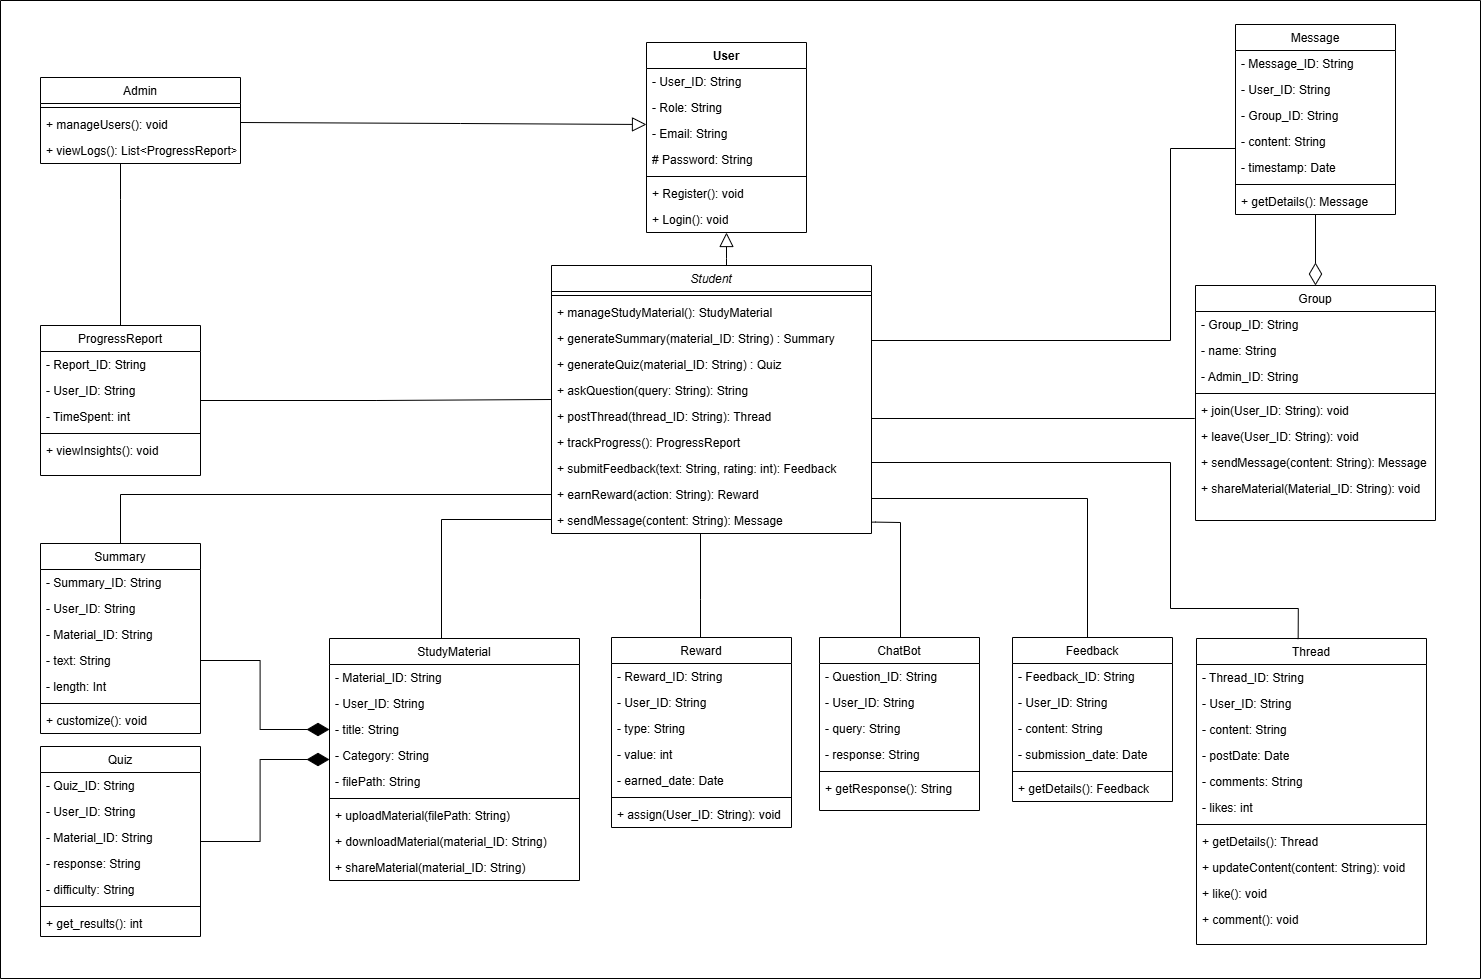 Admin
+ manageUsers(): void
+ viewLogs(): List<ProgressReport>
User
- User_ID: String
- Role: String
- Email: String
# Password: String
+ Register(): void
+ Login(): void
Message
- Message_ID: String
- User_ID: String
- Group_ID: String
- content: String
- timestamp: Date
+ getDetails(): Message
Student
+ manageStudyMaterial(): StudyMaterial
+ generateSummary(material_ID: String) : Summary
+ generateQuiz(material_ID: String) : Quiz
+ askQuestion(query: String): String
+ postThread(thread_ID: String): Thread
+ trackProgress(): ProgressReport
+ submitFeedback(text: String, rating: int): Feedback
+ earnReward(action: String): Reward
+ sendMessage(content: String): Message
Group
- Group_ID: String
- name: String
- Admin_ID: String
+ join(User_ID: String): void
+ leave(User_ID: String): void
+ sendMessage(content: String): Message
+ shareMaterial(Material_ID: String): void
ProgressReport
- Report_ID: String
- User_ID: String
- TimeSpent: int
+ viewInsights(): void
Summary
- Summary_ID: String
- User_ID: String
- Material_ID: String
- text: String
- length: Int
+ customize(): void
Quiz
- Quiz_ID: String
- User_ID: String
- Material_ID: String
- response: String
- difficulty: String
+ get_results(): int
StudyMaterial
- Material_ID: String
- User_ID: String
- title: String
- Category: String
- filePath: String
+ uploadMaterial(filePath: String)
+ downloadMaterial(material_ID: String)
+ shareMaterial(material_ID: String)
Reward
- Reward_ID: String
- User_ID: String
- type: String
- value: int
- earned_date: Date
+ assign(User_ID: String): void
ChatBot
- Question_ID: String
- User_ID: String
- query: String
- response: String
+ getResponse(): String
Feedback
- Feedback_ID: String
- User_ID: String
- content: String
- submission_date: Date
+ getDetails(): Feedback
Thread
- Thread_ID: String
- User_ID: String
- content: String
- postDate: Date
- comments: String
- likes: int
+ getDetails(): Thread
+ updateContent(content: String): void
+ like(): void
+ comment(): void